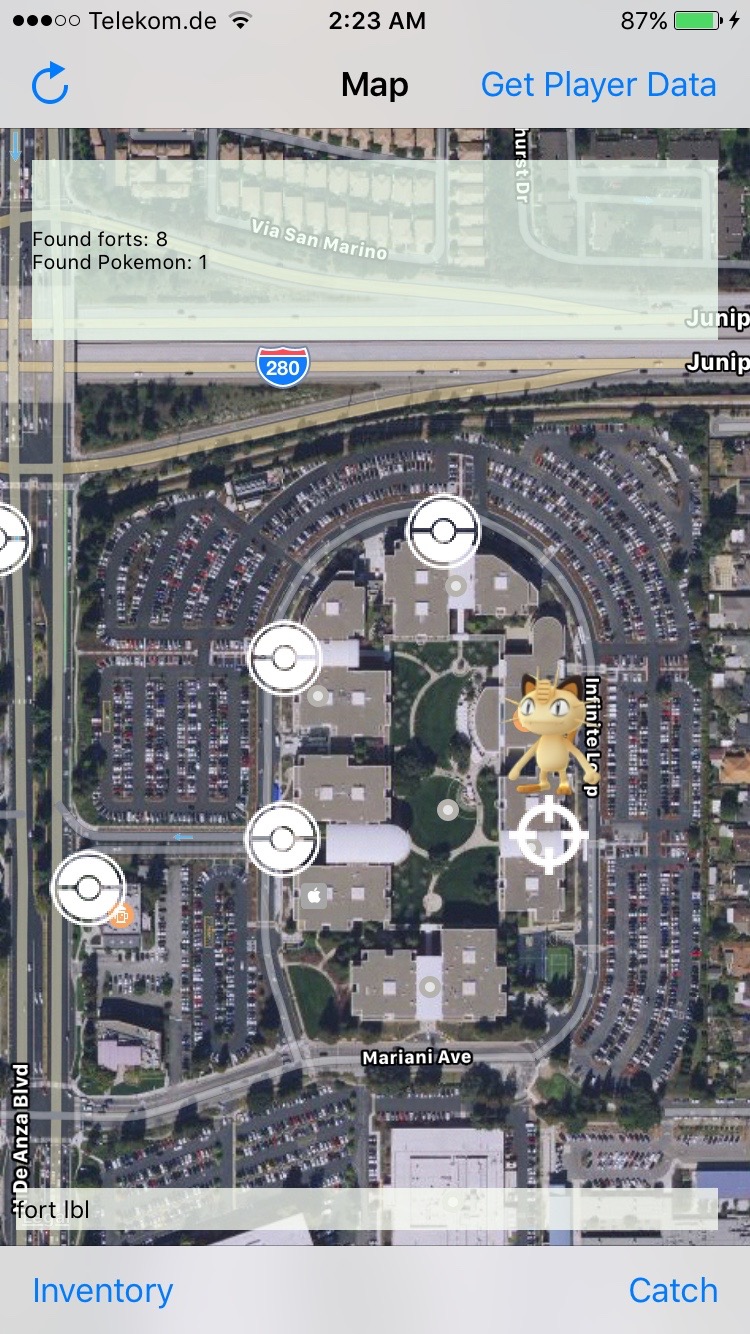 Telekom.de 2:23 AM 87%
Map Get Player Data
hurst Dr
Via San Marino
Found forts: 8
Found Pokemon: 1
Junip
Junip
280
Infinite L p
Mariani Ave
De Anza Blvd
fort lbl
Inventory Catch